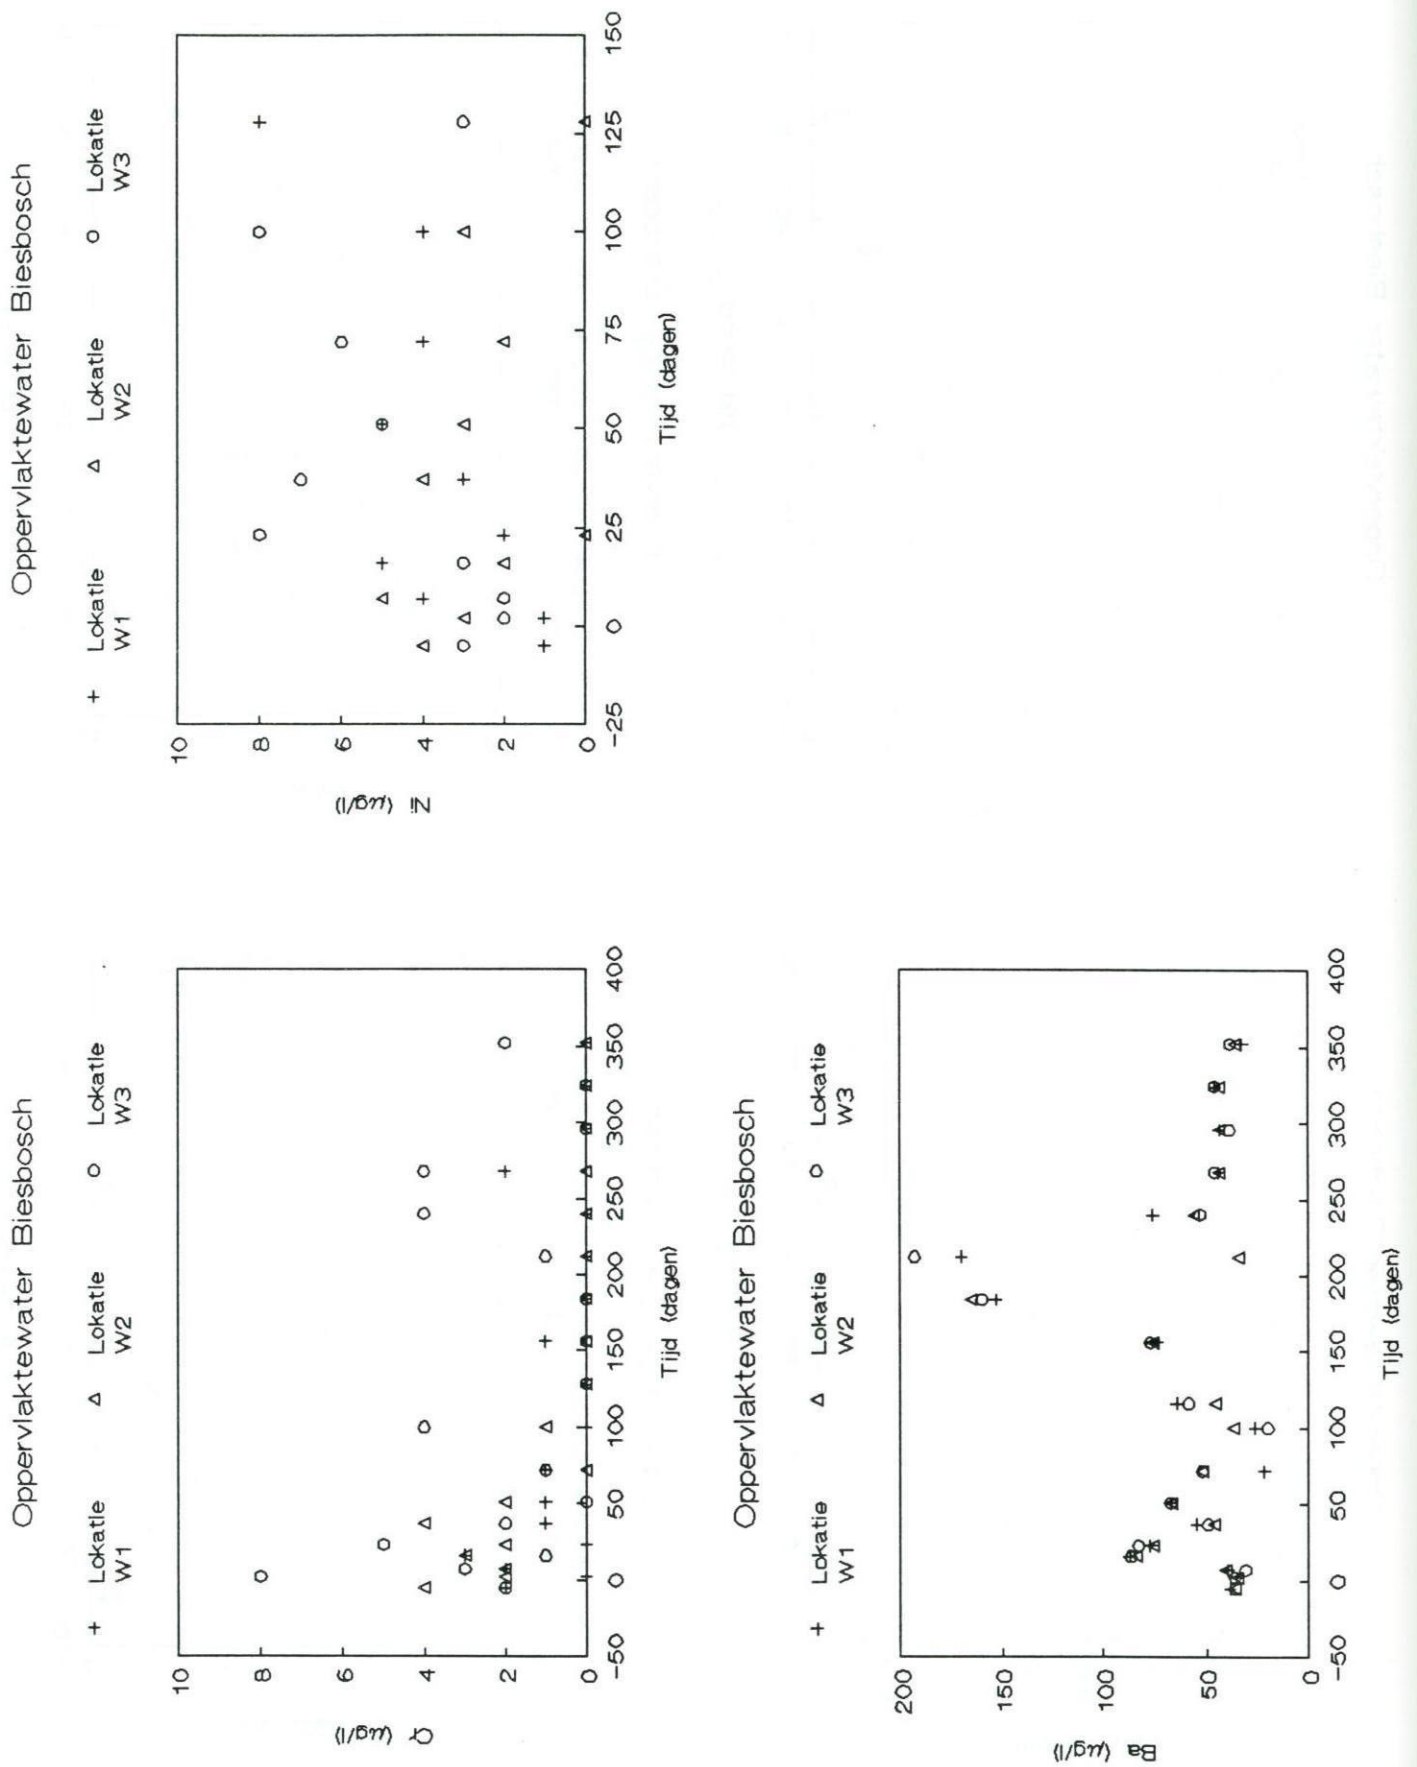 Oppervlaktewater Biesbosch
+ Lokatie W1
△ Lokatie W2
○ Lokatie W3
Cr (µg/l)
10
8
6
4
2
0
-50 0 50 100 150 200 250 300 350 400
Tijd (dagen)
Oppervlaktewater Biesbosch
+ Lokatie W1
△ Lokatie W2
○ Lokatie W3
Ni (µg/l)
10
8
6
4
2
0
-25 0 25 50 75 100 125 150
Tijd (dagen)
Oppervlaktewater Biesbosch
+ Lokatie W1
△ Lokatie W2
○ Lokatie W3
Ba (µg/l)
200
150
100
50
0
-50 0 50 100 150 200 250 300 350 400
Tijd (dagen)